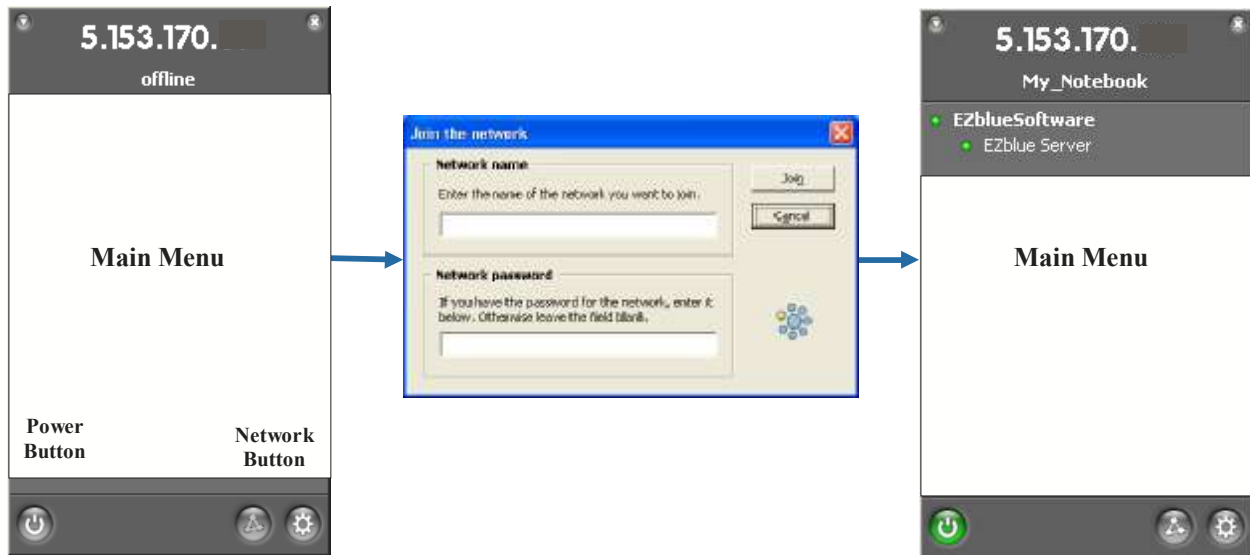 5.153.170.
offline
Main Menu
Power
Button
Network
Button
Join the network
Network name
Enter the name of the network you want to join.
Join
Cancel
Network password
If you have the password for the network, enter it
below. Otherwise leave the field blank.
5.153.170.
My_Notebook
EZblueSoftware
EZblue Server
Main Menu